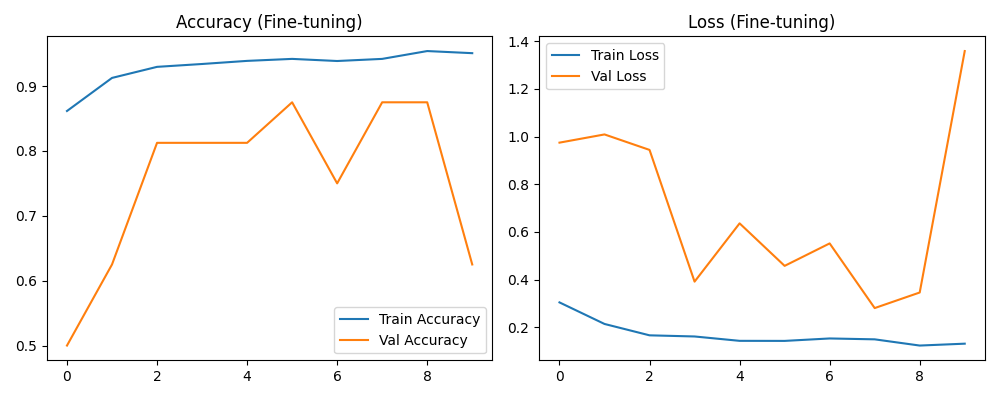 Accuracy (Fine-tuning)
0.9
0.8
0.7
0.6
0.5
Train Accuracy
Val Accuracy
0 2 4 6 8
Loss (Fine-tuning)
Train Loss
Val Loss
1.4
1.2
1.0
0.8
0.6
0.4
0.2
0 2 4 6 8